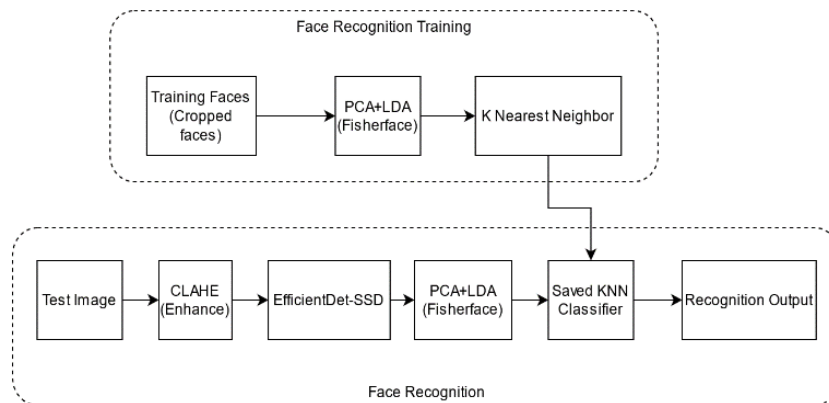 Face Recognition Training
Training Faces
(Cropped
faces)
PCA+LDA
(Fisherface)
K Nearest Neighbor
Test Image
CLAHE
(Enhance)
EfficientDet-SSD
PCA+LDA
(Fisherface)
Saved KNN
Classifier
Recognition Output
Face Recognition